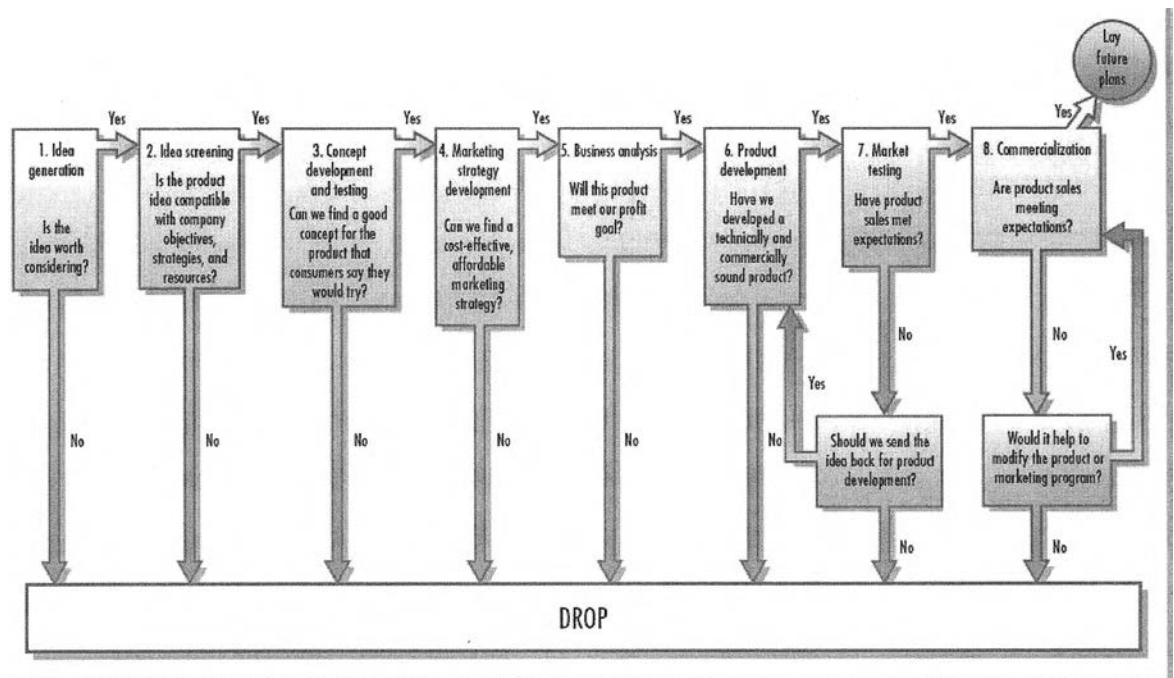 Lay
future
plans
Yes
Yes
Yes
Yes
Yes
Yes
Yes
Yes
1. Idea
generation
Is the
idea worth
considering?
2. Idea screening
Is the product
idea compatible
with company
objectives,
strategies, and
resources?
3. Concept
development
and testing
Can we find a good
concept for the
product that
consumers say they
would try?
4. Marketing
strategy
development
Can we find a
cost-effective,
affordable
marketing
strategy?
5. Business analysis
Will this product
meet our profit
goal?
6. Product
development
Have we
developed a
technically and
commercially
sound product?
7. Market
testing
Have product
sales met
expectations?
8. Commercialization
Are product sales
meeting
expectations?
No
No
Yes
Yes
No
No
No
No
No
No
Should we send the
idea back for product
development?
Would it help to
modify the product or
marketing program?
No
No
DROP